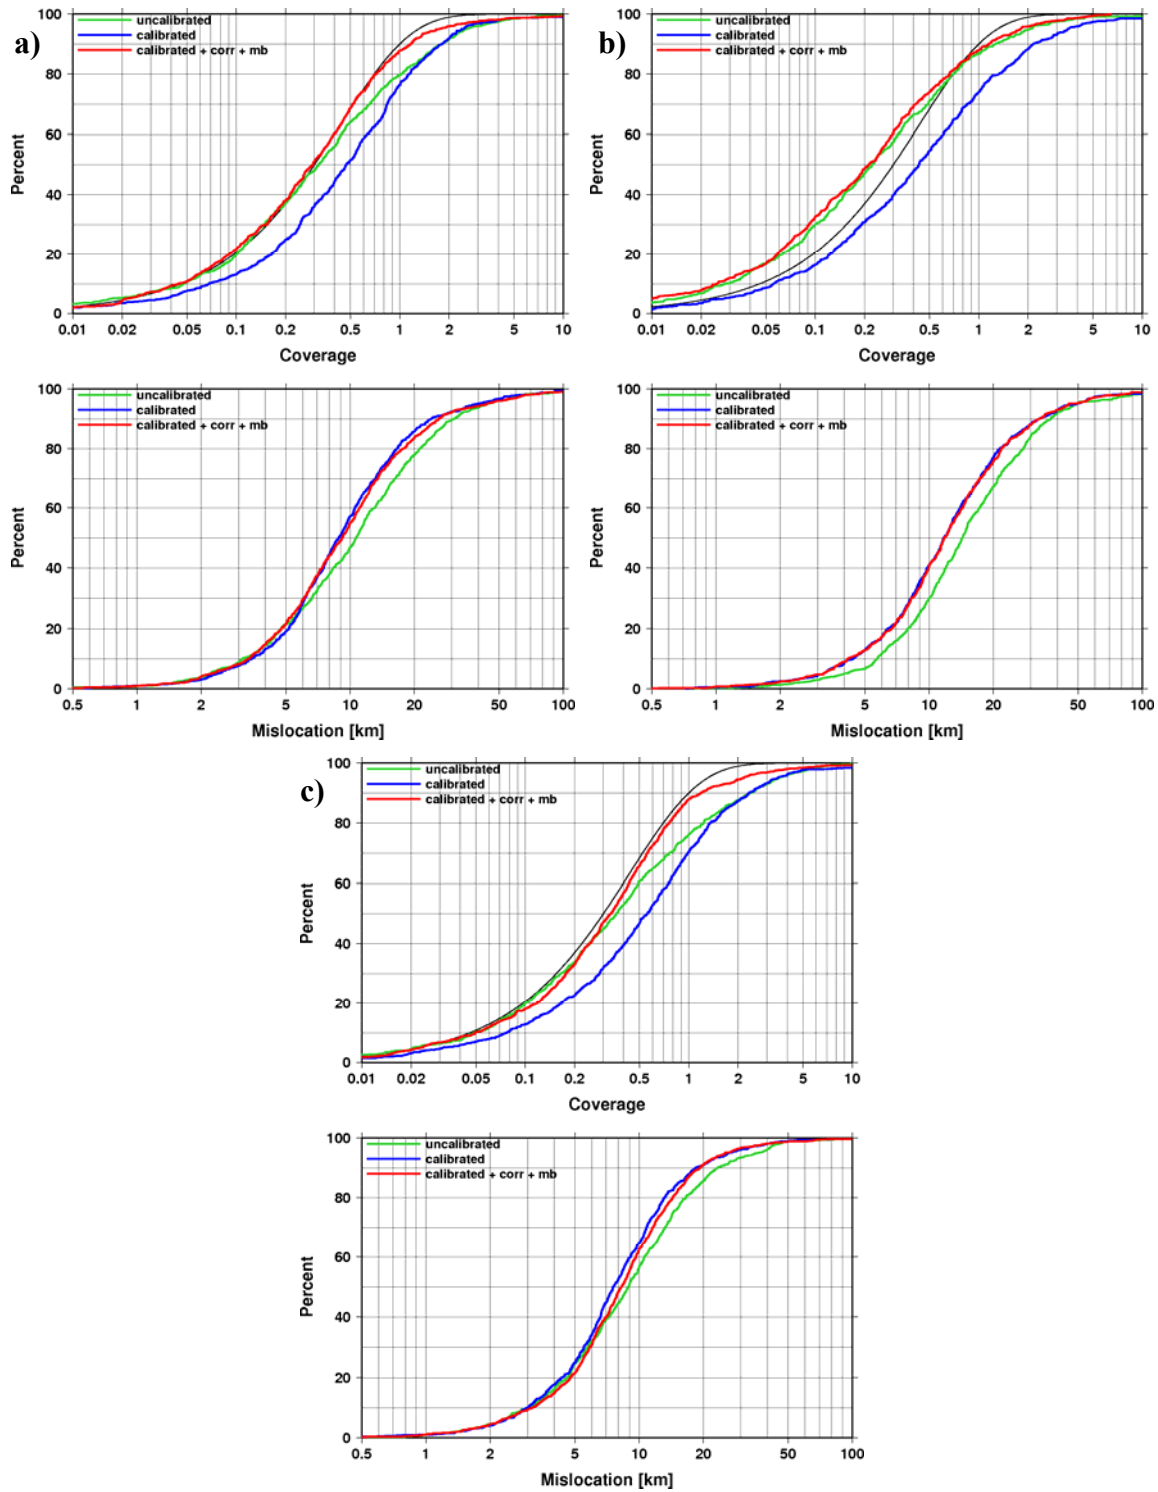 a)
uncalibrated
calibrated
calibrated + corr + mb
Percent
100
80
60
40
20
0
0.01 0.02 0.05 0.1 0.2 0.5 1 2 5 10
Coverage
b)
uncalibrated
calibrated
calibrated + corr + mb
Percent
100
80
60
40
20
0
0.01 0.02 0.05 0.1 0.2 0.5 1 2 5 10
Coverage
uncalibrated
calibrated
calibrated + corr + mb
Percent
100
80
60
40
20
0
0.5 1 2 5 10 20 50 100
Mislocation [km]
uncalibrated
calibrated
calibrated + corr + mb
Percent
100
80
60
40
20
0
0.5 1 2 5 10 20 50 100
Mislocation [km]
c)
uncalibrated
calibrated
calibrated + corr + mb
Percent
100
80
60
40
20
0
0.01 0.02 0.05 0.1 0.2 0.5 1 2 5 10
Coverage
uncalibrated
calibrated
calibrated + corr + mb
Percent
100
80
60
40
20
0
0.5 1 2 5 10 20 50 100
Mislocation [km]